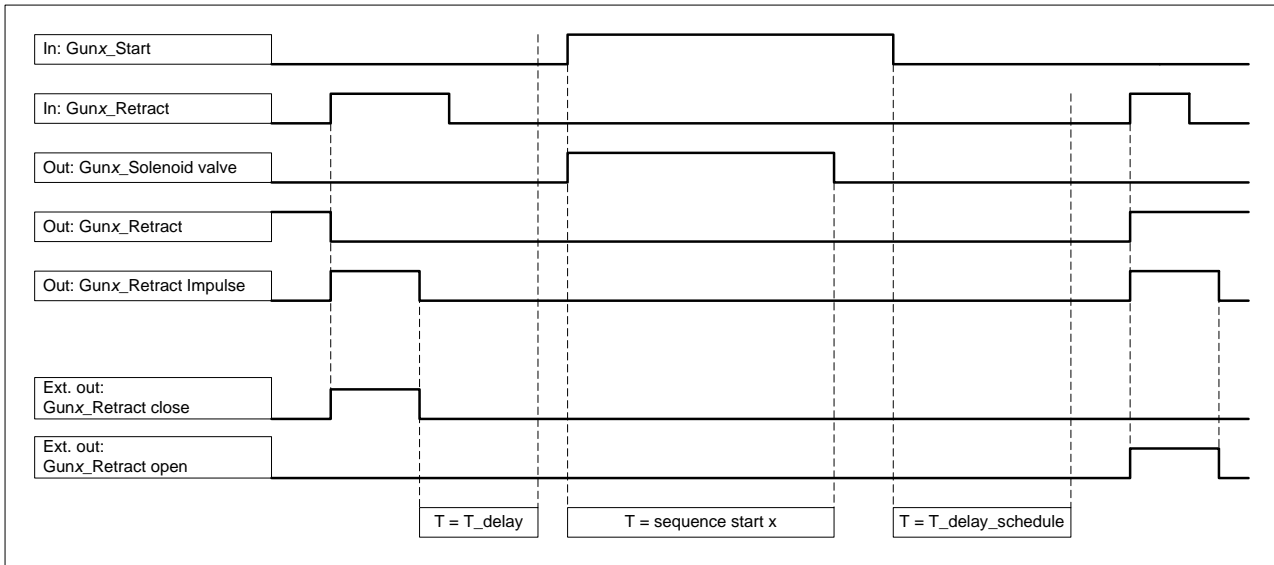 In: Gunx_Start
In: Gunx_Retract
Out: Gunx_Solenoid valve
Out: Gunx_Retract
Out: Gunx_Retract Impulse
Ext. out:
Gunx_Retract close
Ext. out:
Gunx_Retract open
T = T_delay
T = sequence start x
T = T_delay_schedule